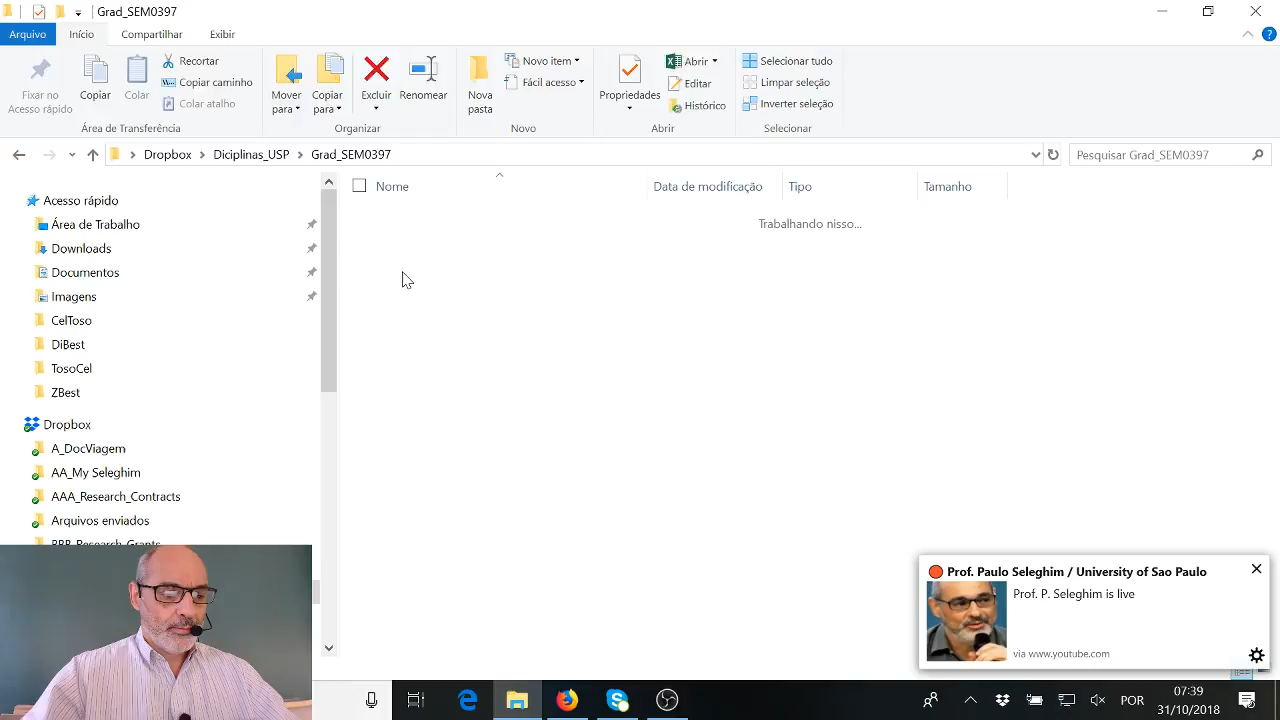 Grad_SEM0397
Arquivo Início Compartilhar Exibir
Fixar no
Acesso rápido
Copiar
Colar
Recortar
Copiar caminho
Colar atalho
Área de Transferência
Mover
para
Copiar
para
Excluir
Renomear
Organizar
Nova
pasta
Novo item
Fácil acesso
Novo
Propriedades
Abrir
Editar
Histórico
Abrir
Selecionar tudo
Limpar seleção
Inverter seleção
Selecionar
Dropbox > Diciplinas_USP > Grad_SEM0397
Pesquisar Grad_SEM0397
Nome Data de modificação Tipo Tamanho
Trabalhando nisso...
Acesso rápido
Área de Trabalho
Downloads
Documentos
Imagens
CelToso
DiBest
TosoCel
ZBest
Dropbox
A_DocViagem
AA_My Seleghim
AAA_Research_Contracts
Arquivos enviados
Prof. Paulo Seleghim / University of Sao Paulo
Prof. P. Seleghim is live
via www.youtube.com
POR
07:39
31/10/2018